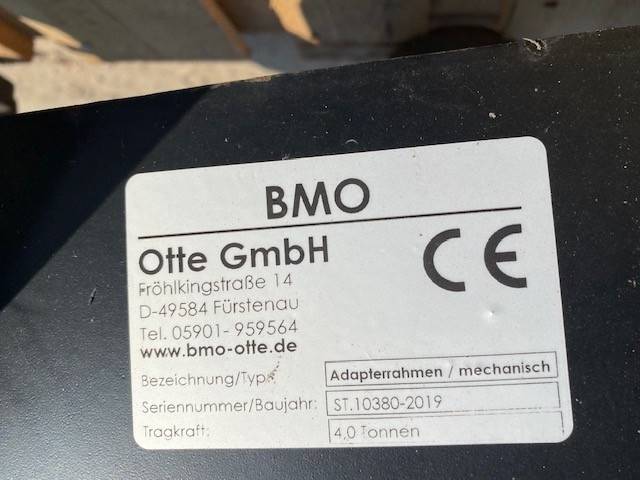 BMO
Otte GmbH
Fröhlkingstraße 14
D-49584 Fürstenau
Tel. 05901- 959564
www.bmo-otte.de
CE
Bezeichnung/Type: Adapterrahmen / mechanisch
Seriennummer/Baujahr: ST.10380-2019
Tragkraft: 4,0 Tonnen